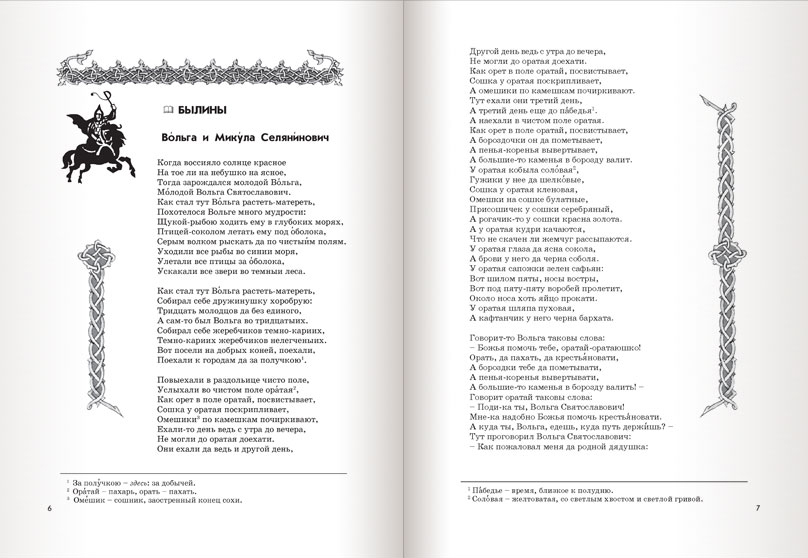 БЫЛИНЫ
Во́льга и Мику́ла Селяни́нович
Когда воссияло солнце красное
На тое ли на небушко на ясное,
Тогда зарождался молодой Во́льга,
Мо́лодой Вольга Святославович.
Как стал тут Во́льга растеть-матереть,
Похотелося Вольге много мудрости:
Щукой-рыбою ходить ему в глубоких морях,
Птицей-соколом летать ему под о́болока,
Серым волком рыскать да по чисты́им полям.
Уходили все рыбы во синии моря,
Улетали все птицы за о́болока,
Ускакали все звери во темныи леса.
Как стал тут Во́льга растеть-матереть,
Собирал себе дружинушку хоробрую:
Тридцать молодцов да без единого,
А сам-то был Вольга во тридцатыих.
Собирал себе жеребчиков темно-кариих,
Темно-кариих жеребчиков нелегченыих.
Вот посели на добрых коней, поехали,
Поехали к городам да за получкою¹.
Повыехали в раздольице чисто поле,
Услыхали во чистом поле ора́тая²,
Как орет в поле оратай, посвистывает,
Сошка у оратая поскрипливает,
Омешики³ по камешкам почиркивают,
Ехали-то день ведь с утра до вечера,
Не могли до оратая доехати.
Они ехали да ведь и другой день,
¹ За полу́чкою – здесь: за добычей.
³ Ора́тай – пахарь, орать – пахать.
⁴ Оме́шик – сошник, заостренный конец сохи.
6
Другой день ведь с утра до вечера,
Не могли до оратая доехати.
Как орет в поле оратай, посвистывает,
Сошка у оратая поскрипливает,
А омешики по камешкам почиркивают.
Тут ехали они третий день,
А третий день еще до па́бедья¹.
А наехали в чистом поле оратая.
Как орет в поле оратай, посвистывает,
А бороздочки он да пометывает,
А пенья-коренья вывертывает,
А большие-то каменья в борозду валит.
У оратая кобыла соло́вая²,
Гужики у нее да шелко́вые,
Сошка у оратая кленовая,
Омешки на сошке булатные,
Присошичек у сошки серебряный,
А рогачик-то у сошки красна золота.
А у оратая кудри качаются,
Что не скачен ли жемчуг рассыпаются.
У оратая глаза да ясна сокола,
А брови у него да черна соболя.
У оратая сапожки зелен сафьян:
Вот шилом пяты, носы востры,
Вот под пяту-пяту воробей пролетит,
Около носа хоть яйцо прокати.
У оратая шляпа пуховая,
А кафтанчик у него черна бархата.
Говорит-то Вольга таковы слова:
– Божья помочь тебе, оратай-оратаюшко!
Орать, да пахать, да крестья́новати,
А бороздки тебе да пометывати,
А пенья-коренья вывертывати,
А большие-то каменья в борозду валить! –
Говорит оратай таковы слова:
– Поди-ка ты, Вольга Святославович!
Мне-ка надобно Божья помочь крестья́новати.
А куда ты, Вольга, едешь, куда путь держи́шь? –
Тут проговорил Вольга Святославович:
– Как пожаловал меня да родной дядюшка:
¹ Па́бедье – время, близкое к полудню.
² Соло́вая – желтоватая, со светлым хвостом и светлой гривой.
7